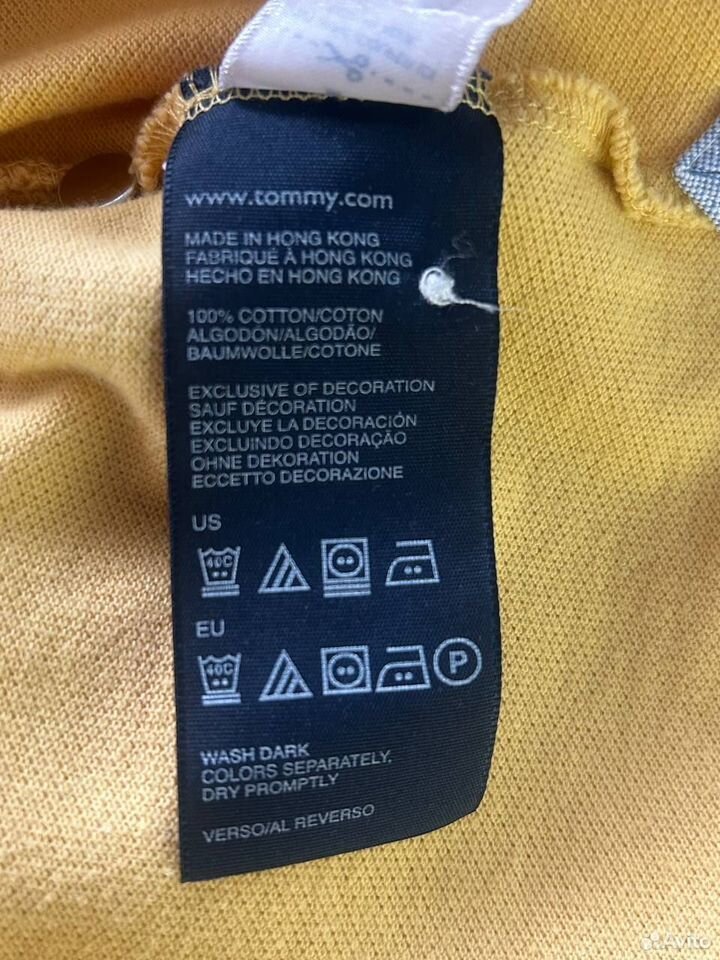 www.tommy.com
MADE IN HONG KONG
FABRIQUÉ À HONG KONG
HECHO EN HONG KONG
100% COTTON/COTON
ALGODÓN/ALGODÃO/
BAUMWOLLE/COTONE
EXCLUSIVE OF DECORATION
SAUF DÉCORATION
EXCLUYE LA DECORACIÓN
EXCLUINDO DECORAÇÃO
OHNE DEKORATION
ECCETTO DECORAZIONE
US
40C
EU
40C
P
WASH DARK
COLORS SEPARATELY,
DRY PROMPTLY
VERSO/AL REVERSO
Avito